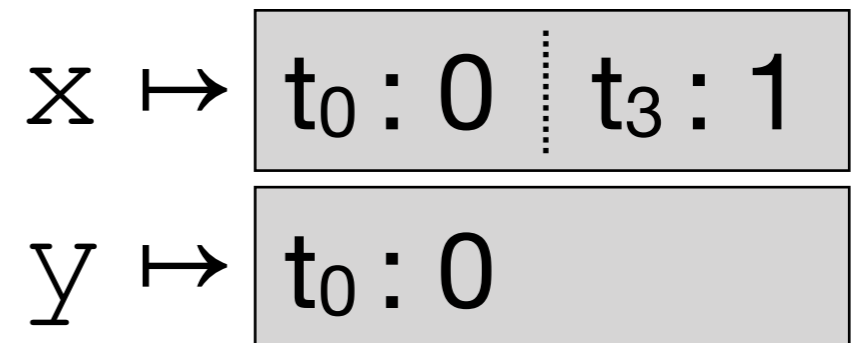 x ↦ t₀ : 0 t₃ : 1
y ↦ t₀ : 0